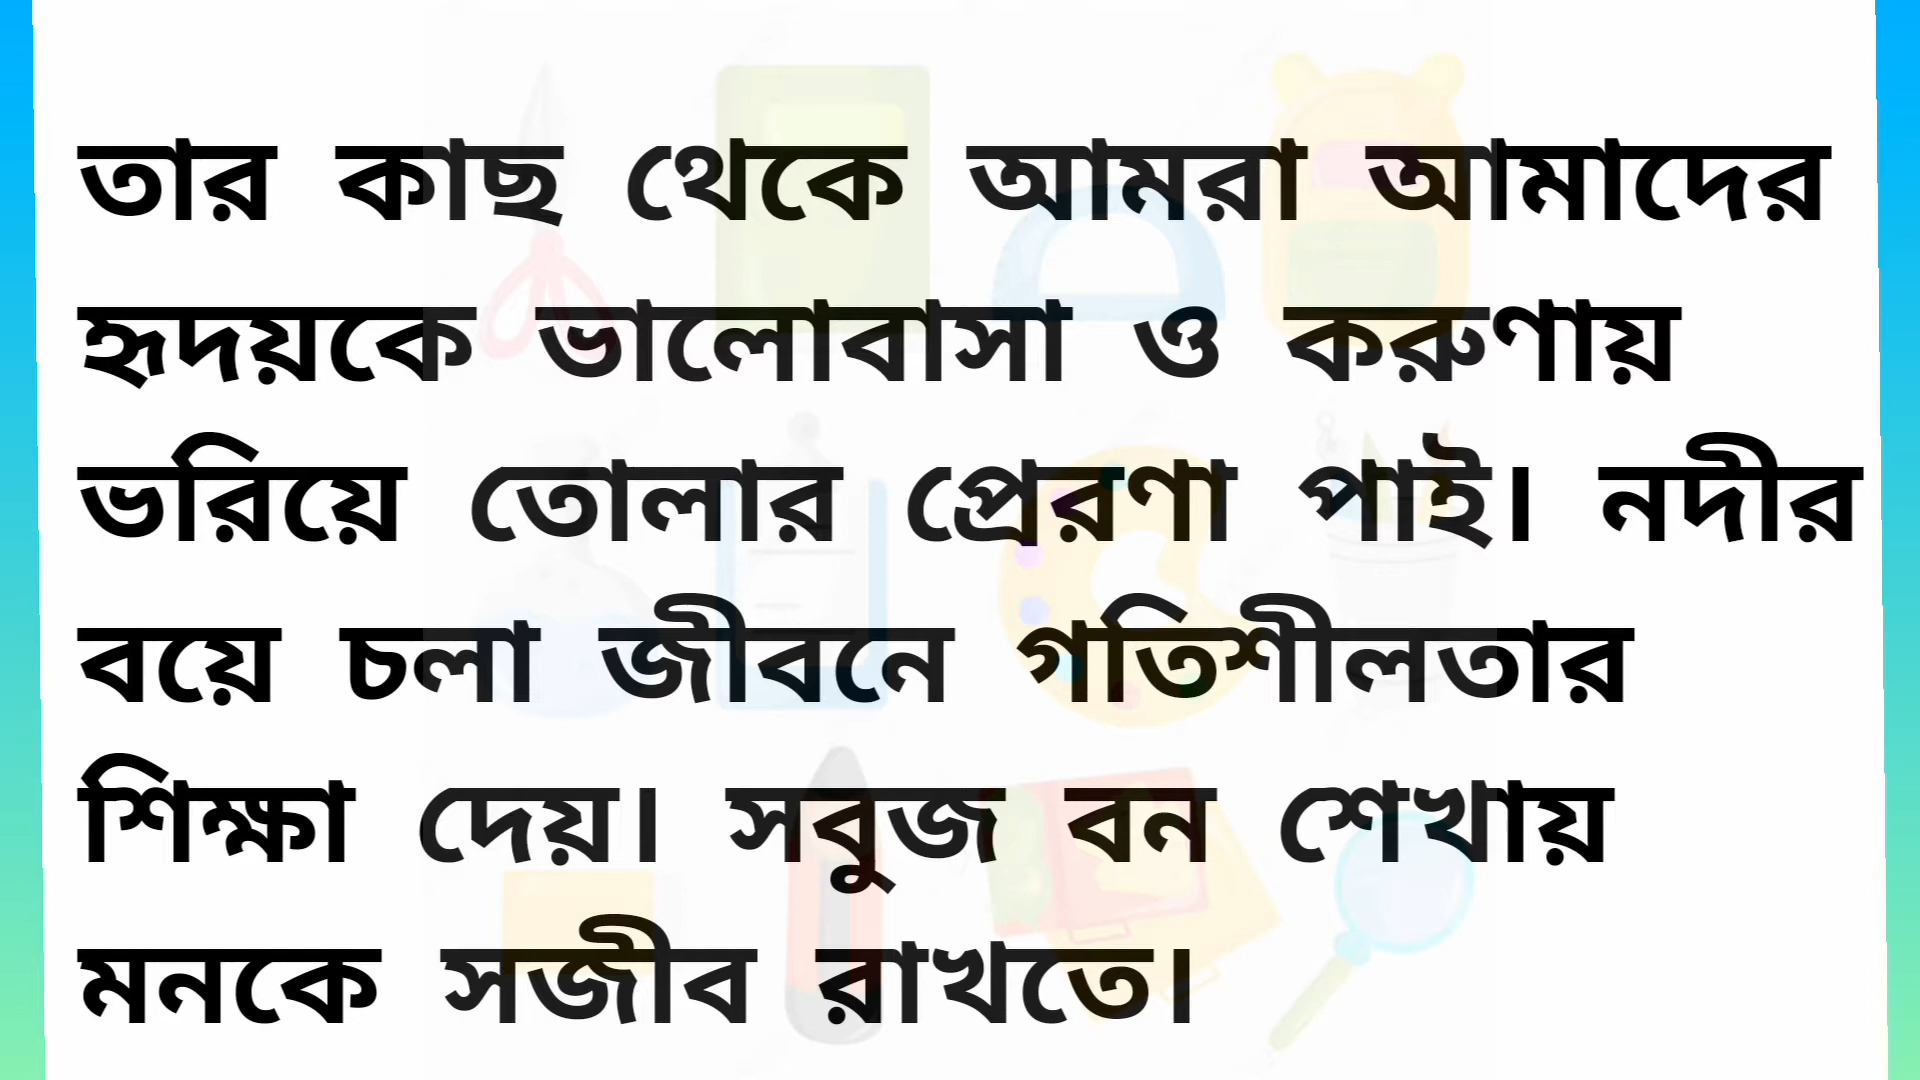 তার কাছ থেকে আমরা আমাদের
হৃদয়কে ভালোবাসা ও করুণায়
ভরিয়ে তোলার প্রেরণা পাই। নদীর
বয়ে চলা জীবনে গতিশীলতার
শিক্ষা দেয়। সবুজ বন শেখায়
মনকে সজীব রাখতে।